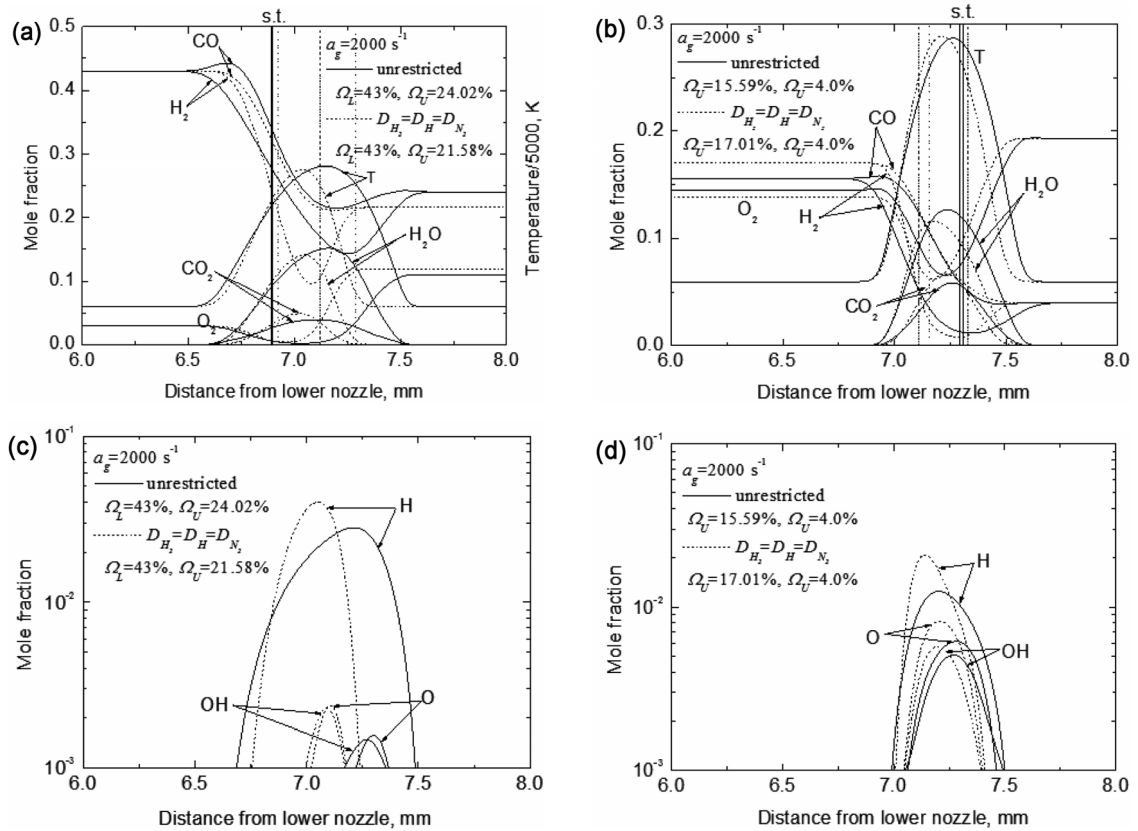 (a)
s.t.
0.5
0.4
0.3
0.2
0.1
0.0
Mole fraction
CO
H₂
a_g=2000 s⁻¹
unrestricted
Ω_L=43%, Ω_U=24.02%
D_H₂=D_H=D_N₂
Ω_L=43%, Ω_U=21.58%
T
H₂O
CO₂
O₂
Temperature/5000, K
6.0 6.5 7.0 7.5 8.0
Distance from lower nozzle, mm
(b)
s.t.
0.3
0.2
0.1
0.0
Mole fraction
a_g=2000 s⁻¹
unrestricted
Ω_U=15.59%, Ω_U=4.0%
D_H₂=D_H=D_N₂
Ω_U=17.01%, Ω_U=4.0%
T
CO
O₂
H₂
H₂O
CO₂
6.0 6.5 7.0 7.5 8.0
Distance from lower nozzle, mm
(c)
10⁻¹
10⁻²
10⁻³
Mole fraction
a_g=2000 s⁻¹
unrestricted
Ω_L=43%, Ω_U=24.02%
D_H₂=D_H=D_N₂
Ω_L=43%, Ω_U=21.58%
H
OH
O
6.0 6.5 7.0 7.5 8.0
Distance from lower nozzle, mm
(d)
10⁻¹
10⁻²
10⁻³
Mole fraction
a_g=2000 s⁻¹
unrestricted
Ω_U=15.59%, Ω_U=4.0%
D_H₂=D_H=D_N₂
Ω_U=17.01%, Ω_U=4.0%
H
O
OH
6.0 6.5 7.0 7.5 8.0
Distance from lower nozzle, mm